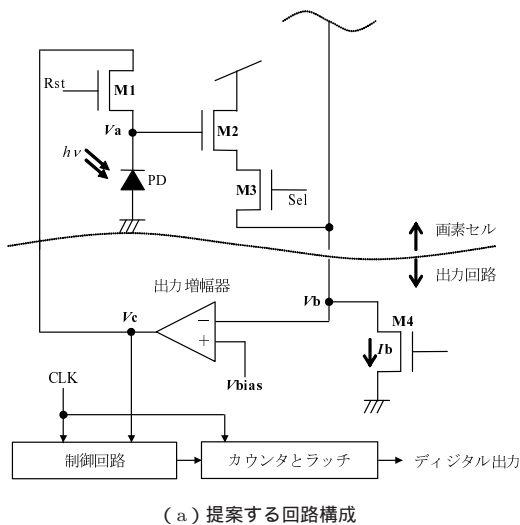 Rst
M1
Va
M2
hν
PD
M3
Sel
画素セル
出力回路
出力増幅器
Vb
Vc
M4
−
+
Ib
Vbias
CLK
制御回路
カウンタとラッチ
ディジタル出力
（a）提案する回路構成